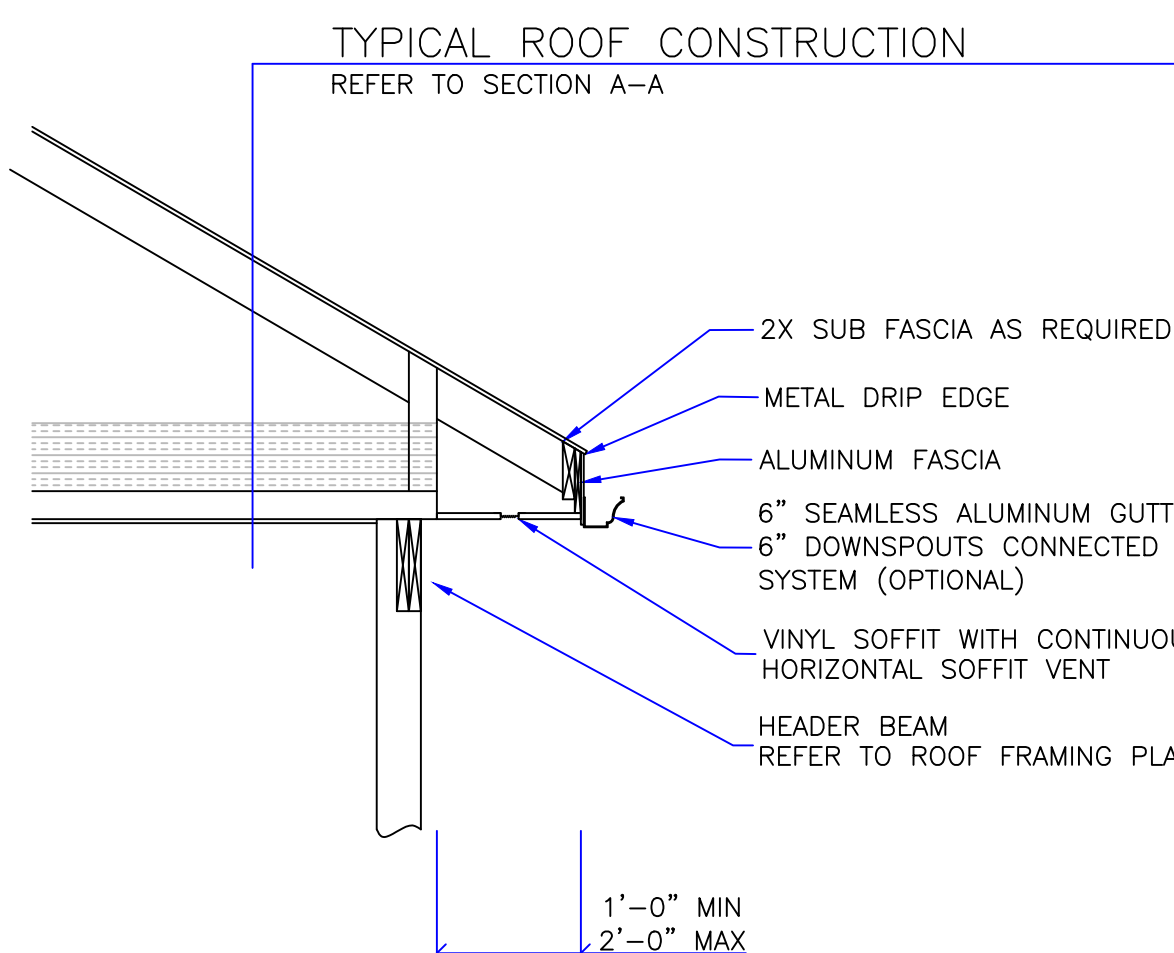 TYPICAL ROOF CONSTRUCTION
REFER TO SECTION A-A
2X SUB FASCIA AS REQUIRED
METAL DRIP EDGE
ALUMINUM FASCIA
6" SEAMLESS ALUMINUM GUTT
6" DOWNSPOUTS CONNECTED
SYSTEM (OPTIONAL)
VINYL SOFFIT WITH CONTINUOU
HORIZONTAL SOFFIT VENT
HEADER BEAM
REFER TO ROOF FRAMING PLA
1'-0" MIN
2'-0" MAX